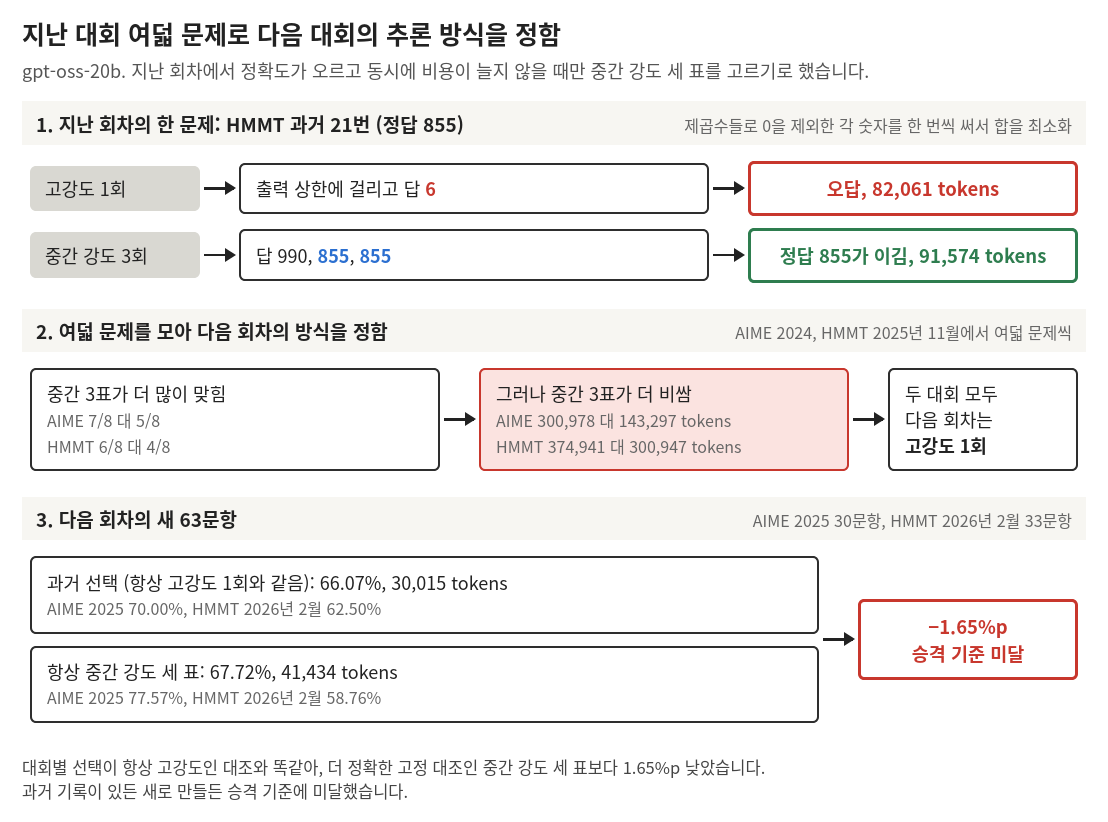 지난 대회 여덟 문제로 다음 대회의 추론 방식을 정함
gpt-oss-20b. 지난 회차에서 정확도가 오르고 동시에 비용이 늘지 않을 때만 중간 강도 세 표를 고르기로 했습니다.
1. 지난 회차의 한 문제: HMMT 과거 21번 (정답 855)
제곱수들로 0을 제외한 각 숫자를 한 번씩 써서 합을 최소화
고강도 1회
출력 상한에 걸리고 답 6
오답, 82,061 tokens
중간 강도 3회
답 990, 855, 855
정답 855가 이김, 91,574 tokens
2. 여덟 문제를 모아 다음 회차의 방식을 정함
AIME 2024, HMMT 2025년 11월에서 여덟 문제씩
중간 3표가 더 많이 맞힘
AIME 7/8 대 5/8
HMMT 6/8 대 4/8
그러나 중간 3표가 더 비쌈
AIME 300,978 대 143,297 tokens
HMMT 374,941 대 300,947 tokens
두 대회 모두
다음 회차는
고강도 1회
3. 다음 회차의 새 63문항
AIME 2025 30문항, HMMT 2026년 2월 33문항
과거 선택 (항상 고강도 1회와 같음): 66.07%, 30,015 tokens
AIME 2025 70.00%, HMMT 2026년 2월 62.50%
항상 중간 강도 세 표: 67.72%, 41,434 tokens
AIME 2025 77.57%, HMMT 2026년 2월 58.76%
−1.65%p
승격 기준 미달
대회별 선택이 항상 고강도인 대조와 똑같아, 더 정확한 고정 대조인 중간 강도 세 표보다 1.65%p 낮았습니다.
과거 기록이 있든 새로 만들든 승격 기준에 미달했습니다.